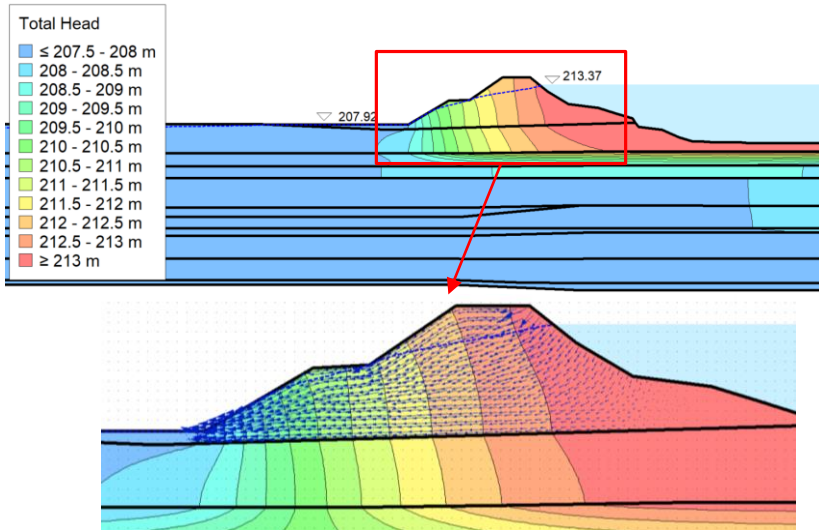 Total Head
≤ 207.5 - 208 m
208 - 208.5 m
208.5 - 209 m
209 - 209.5 m
209.5 - 210 m
210 - 210.5 m
210.5 - 211 m
211 - 211.5 m
211.5 - 212 m
212 - 212.5 m
212.5 - 213 m
≥ 213 m
213.37
207.92